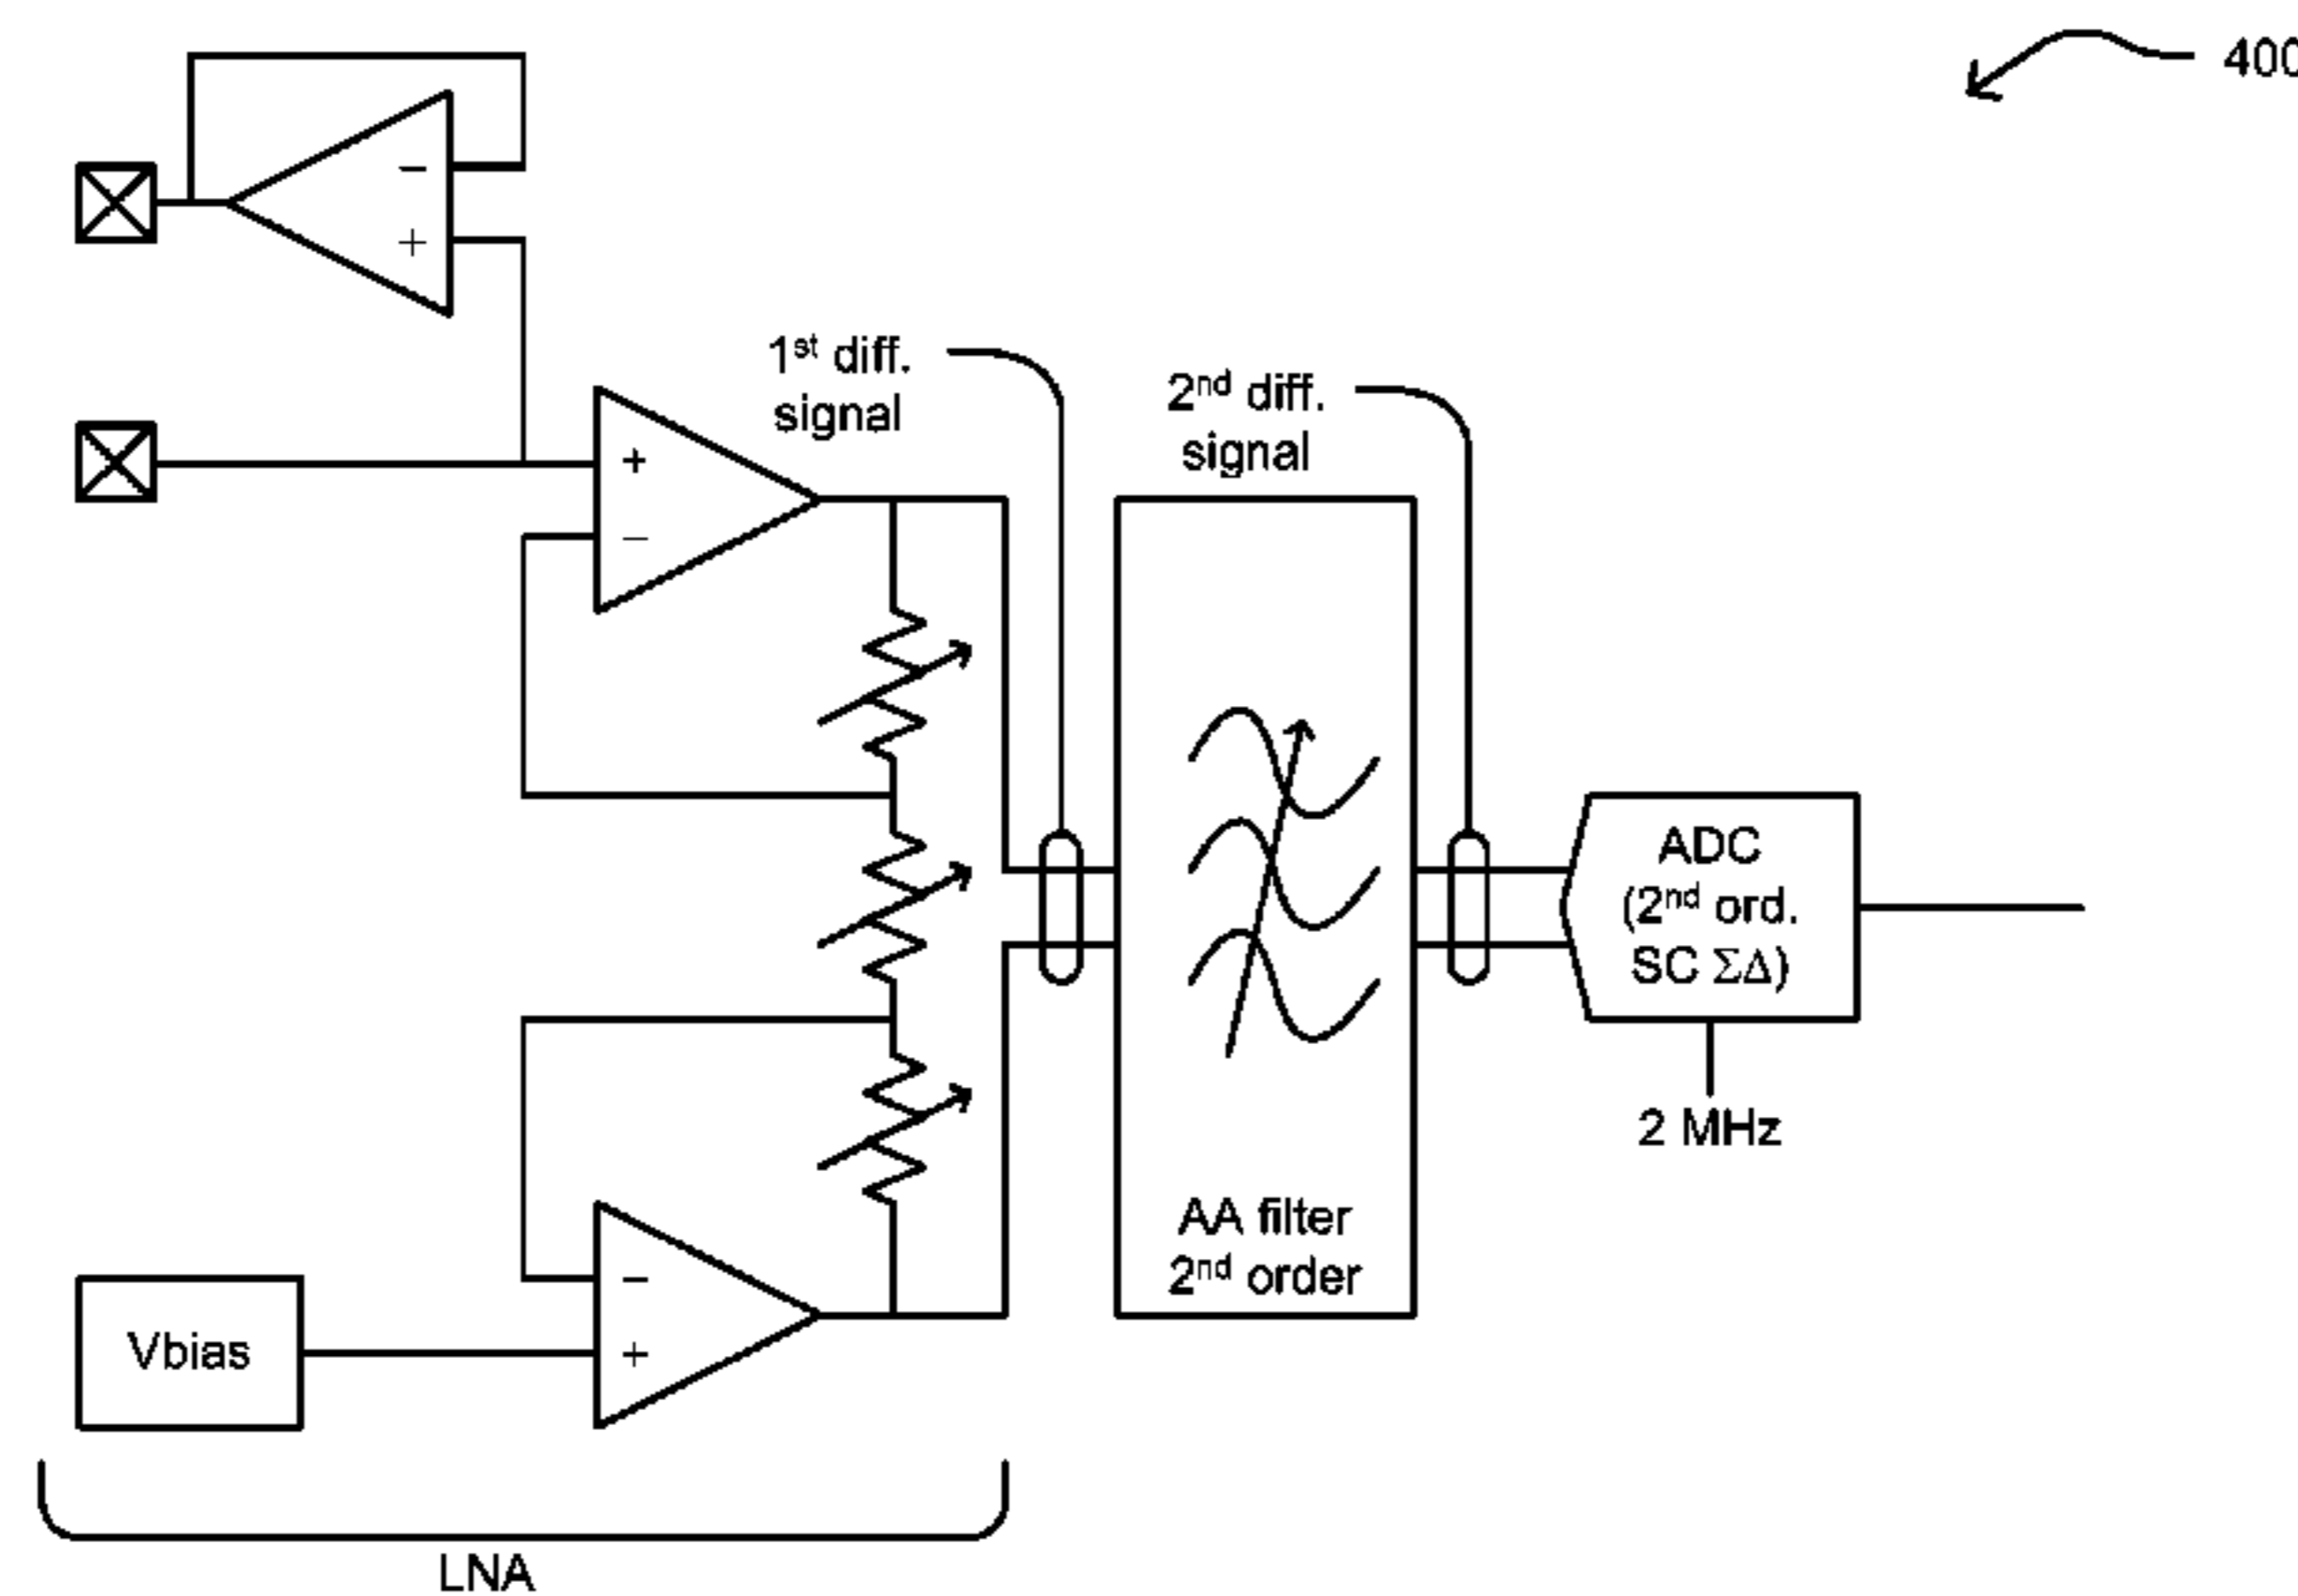 400
−
+
1st diff.
signal
2nd diff.
signal
+
−
ADC
(2nd ord.
SC ΣΔ)
2 MHz
AA filter
2nd order
−
+
Vbias
LNA